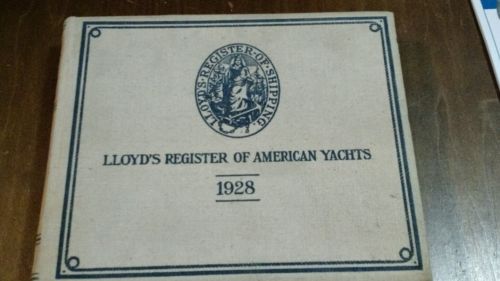 LLOYD'S·REGISTER·OF·SHIPPING.
LLOYD'S REGISTER OF AMERICAN YACHTS
1928